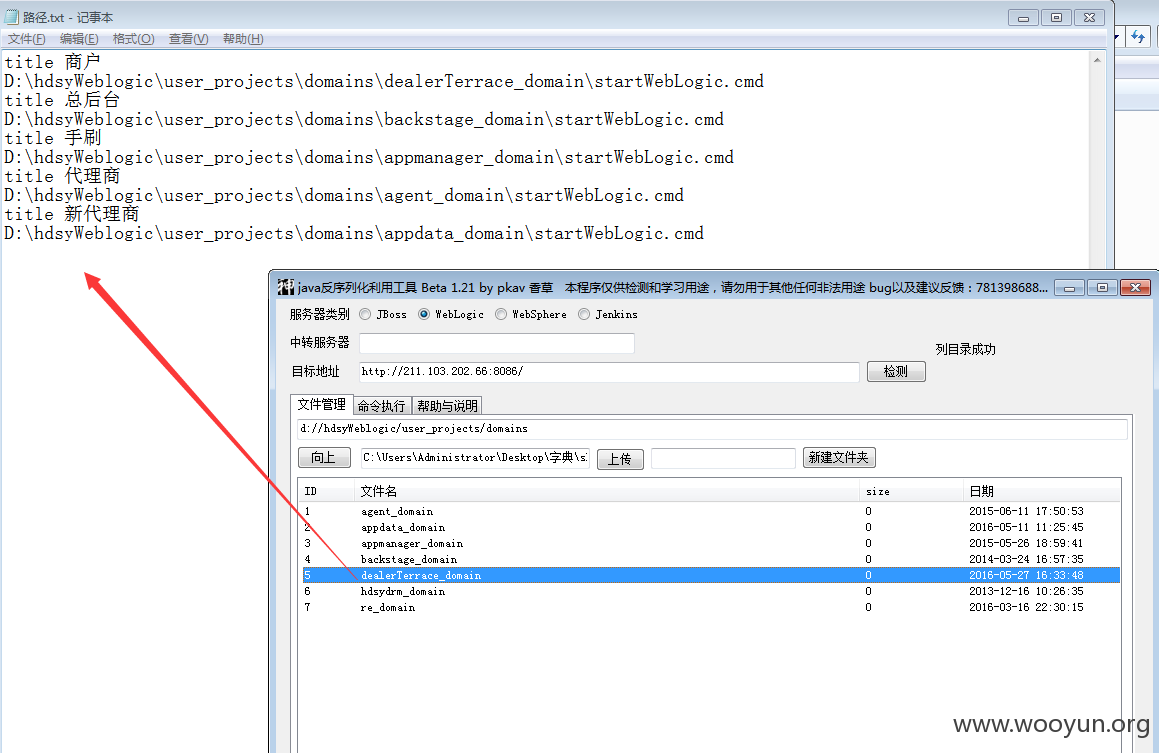 路径.txt - 记事本
文件(F) 编辑(E) 格式(O) 查看(V) 帮助(H)
title 商户
D:\hdsyWeblogic\user_projects\domains\dealerTerrace_domain\startWebLogic.cmd
title 总后台
D:\hdsyWeblogic\user_projects\domains\backstage_domain\startWebLogic.cmd
title 手刷
D:\hdsyWeblogic\user_projects\domains\appmanager_domain\startWebLogic.cmd
title 代理商
D:\hdsyWeblogic\user_projects\domains\agent_domain\startWebLogic.cmd
title 新代理商
D:\hdsyWeblogic\user_projects\domains\appdata_domain\startWebLogic.cmd
java反序列化利用工具 Beta 1.21 by pkav 香草 本程序仅供检测和学习用途，请勿用于其他任何非法用途 bug以及建议反馈：781398688...
服务器类别 JBoss WebLogic WebSphere Jenkins
中转服务器
列目录成功
目标地址 http://211.103.202.66:8086/ 检测
文件管理 命令执行 帮助与说明
d://hdsyWeblogic/user_projects/domains
向上 C:\Users\Administrator\Desktop\字典\s. 上传 新建文件夹
ID 文件名 size 日期
1 agent_domain 0 2015-06-11 17:50:53
2 appdata_domain 0 2016-05-11 11:25:45
3 appmanager_domain 0 2015-05-26 18:59:41
4 backstage_domain 0 2014-03-24 16:57:35
5 dealerTerrace_domain 0 2016-05-27 16:33:48
6 hdsydrm_domain 0 2013-12-16 10:26:35
7 re_domain 0 2016-03-16 22:30:15
www.wooyun.org